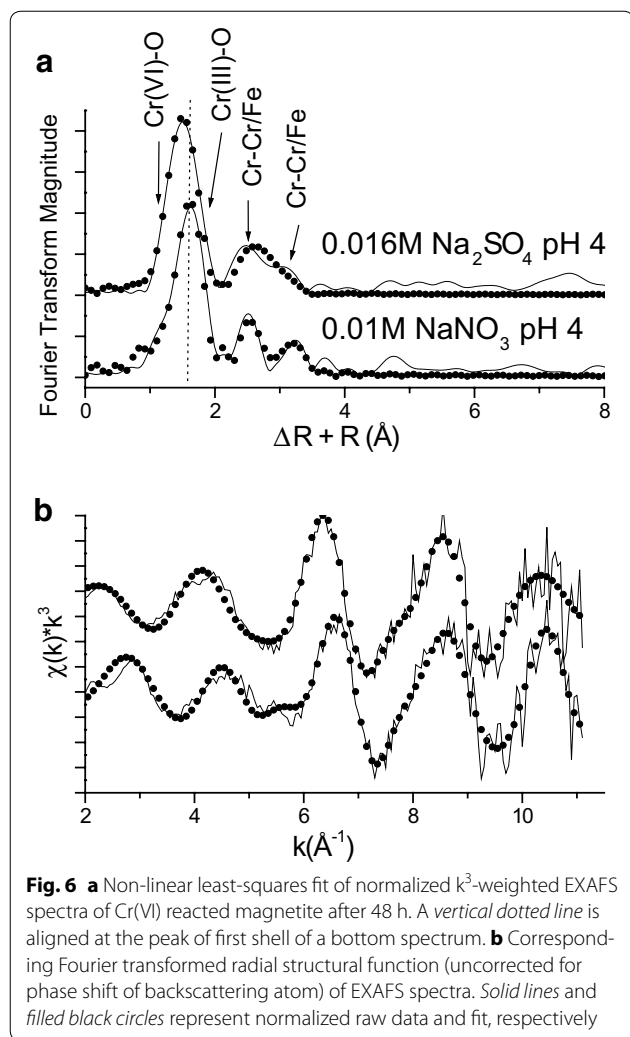 a
Cr(VI)-O
Cr(III)-O
Cr-Cr/Fe
Cr-Cr/Fe
Fourier Transform Magnitude
0.016M Na₂SO₄ pH 4
0.01M NaNO₃ pH 4
0 2 4 6 8
ΔR + R (Å)
b
χ(k)*k³
2 4 6 8 10
k(Å⁻¹)
Fig. 6 a Non-linear least-squares fit of normalized k³-weighted EXAFS
spectra of Cr(VI) reacted magnetite after 48 h. A vertical dotted line is
aligned at the peak of first shell of a bottom spectrum. b Correspond-
ing Fourier transformed radial structural function (uncorrected for
phase shift of backscattering atom) of EXAFS spectra. Solid lines and
filled black circles represent normalized raw data and fit, respectively